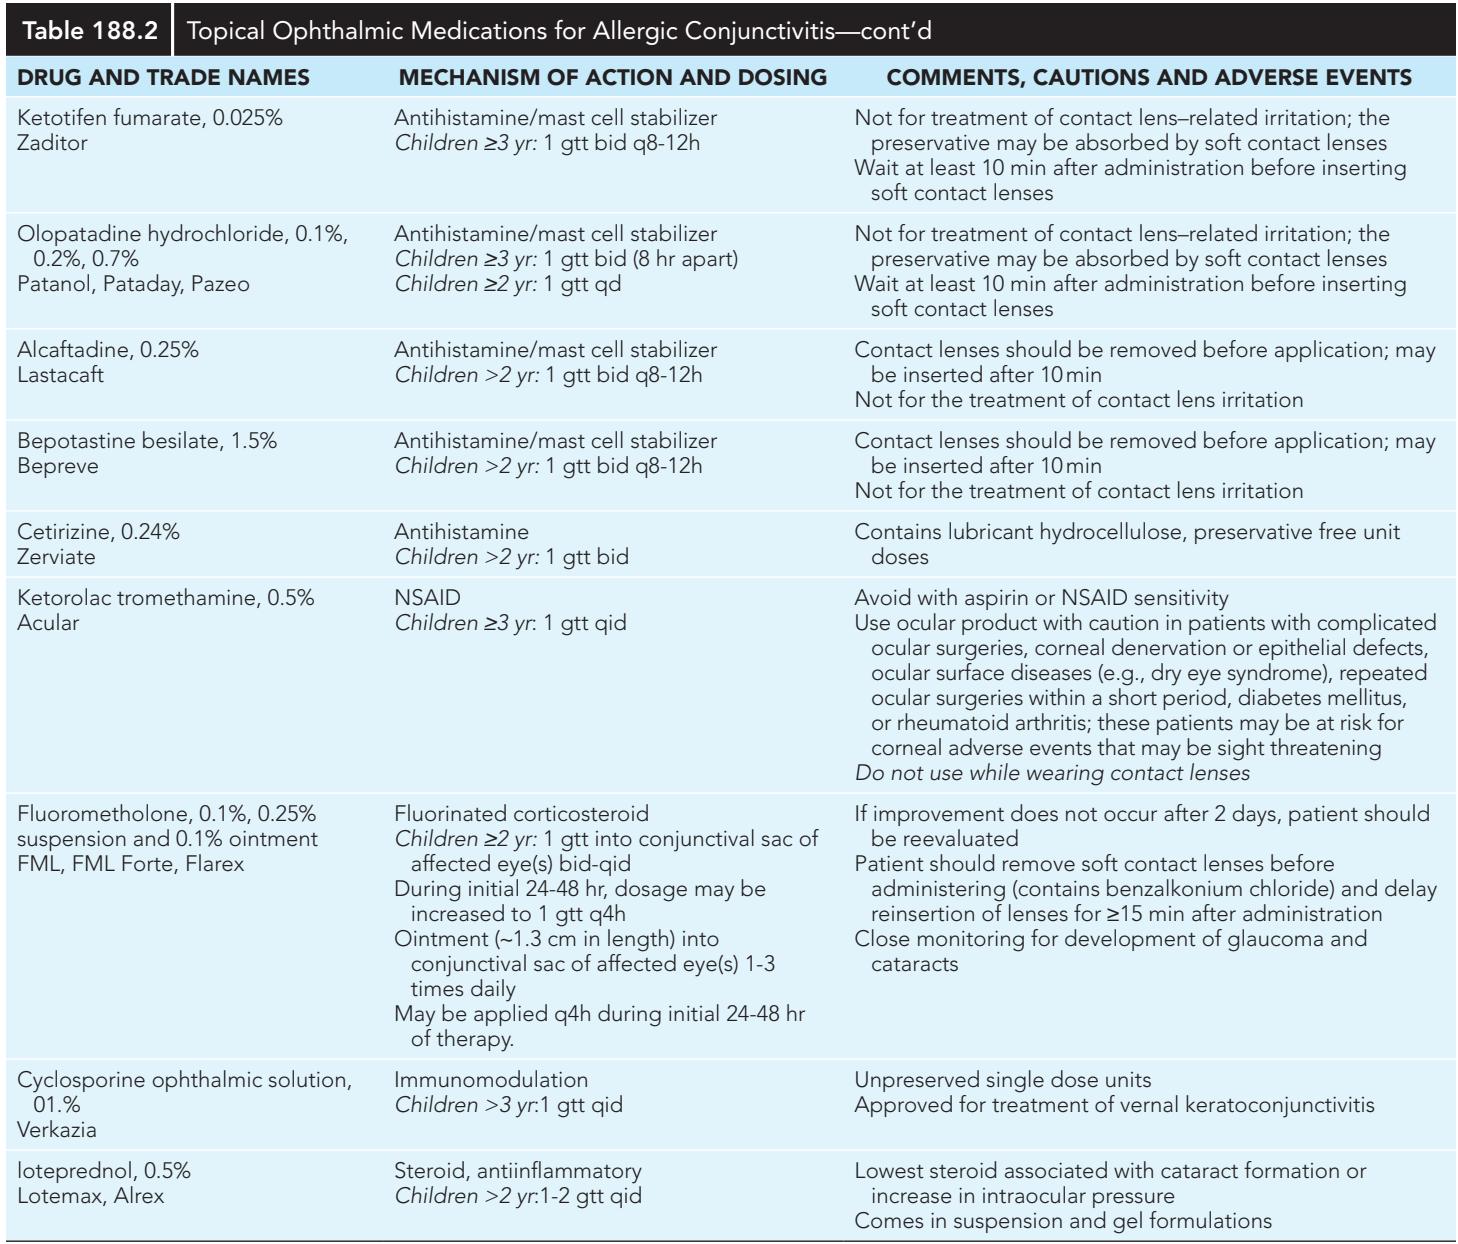 Table 188.2 Topical Ophthalmic Medications for Allergic Conjunctivitis—cont’d
DRUG AND TRADE NAMES MECHANISM OF ACTION AND DOSING COMMENTS, CAUTIONS AND ADVERSE EVENTS
Ketotifen fumarate, 0.025%
Zaditor
Antihistamine/mast cell stabilizer
Children ≥3 yr: 1 gtt bid q8-12h
Not for treatment of contact lens–related irritation; the
preservative may be absorbed by soft contact lenses
Wait at least 10 min after administration before inserting
soft contact lenses
Olopatadine hydrochloride, 0.1%,
0.2%, 0.7%
Patanol, Pataday, Pazeo
Antihistamine/mast cell stabilizer
Children ≥3 yr: 1 gtt bid (8 hr apart)
Children ≥2 yr: 1 gtt qd
Not for treatment of contact lens–related irritation; the
preservative may be absorbed by soft contact lenses
Wait at least 10 min after administration before inserting
soft contact lenses
Alcaftadine, 0.25%
Lastacaft
Antihistamine/mast cell stabilizer
Children >2 yr: 1 gtt bid q8-12h
Contact lenses should be removed before application; may
be inserted after 10 min
Not for the treatment of contact lens irritation
Bepotastine besilate, 1.5%
Bepreve
Antihistamine/mast cell stabilizer
Children >2 yr: 1 gtt bid q8-12h
Contact lenses should be removed before application; may
be inserted after 10 min
Not for the treatment of contact lens irritation
Cetirizine, 0.24%
Zerviate
Antihistamine
Children >2 yr: 1 gtt bid
Contains lubricant hydrocellulose, preservative free unit
doses
Ketorolac tromethamine, 0.5%
Acular
NSAID
Children ≥3 yr: 1 gtt qid
Avoid with aspirin or NSAID sensitivity
Use ocular product with caution in patients with complicated
ocular surgeries, corneal denervation or epithelial defects,
ocular surface diseases (e.g., dry eye syndrome), repeated
ocular surgeries within a short period, diabetes mellitus,
or rheumatoid arthritis; these patients may be at risk for
corneal adverse events that may be sight threatening
Do not use while wearing contact lenses
Fluorometholone, 0.1%, 0.25%
suspension and 0.1% ointment
FML, FML Forte, Flarex
Fluorinated corticosteroid
Children ≥2 yr: 1 gtt into conjunctival sac of
affected eye(s) bid-qid
During initial 24-48 hr, dosage may be
increased to 1 gtt q4h
Ointment (~1.3 cm in length) into
conjunctival sac of affected eye(s) 1-3
times daily
May be applied q4h during initial 24-48 hr
of therapy.
If improvement does not occur after 2 days, patient should
be reevaluated
Patient should remove soft contact lenses before
administering (contains benzalkonium chloride) and delay
reinsertion of lenses for ≥15 min after administration
Close monitoring for development of glaucoma and
cataracts
Cyclosporine ophthalmic solution,
01.%
Verkazia
Immunomodulation
Children >3 yr:1 gtt qid
Unpreserved single dose units
Approved for treatment of vernal keratoconjunctivitis
loteprednol, 0.5%
Lotemax, Alrex
Steroid, antiinflammatory
Children >2 yr:1-2 gtt qid
Lowest steroid associated with cataract formation or
increase in intraocular pressure
Comes in suspension and gel formulations